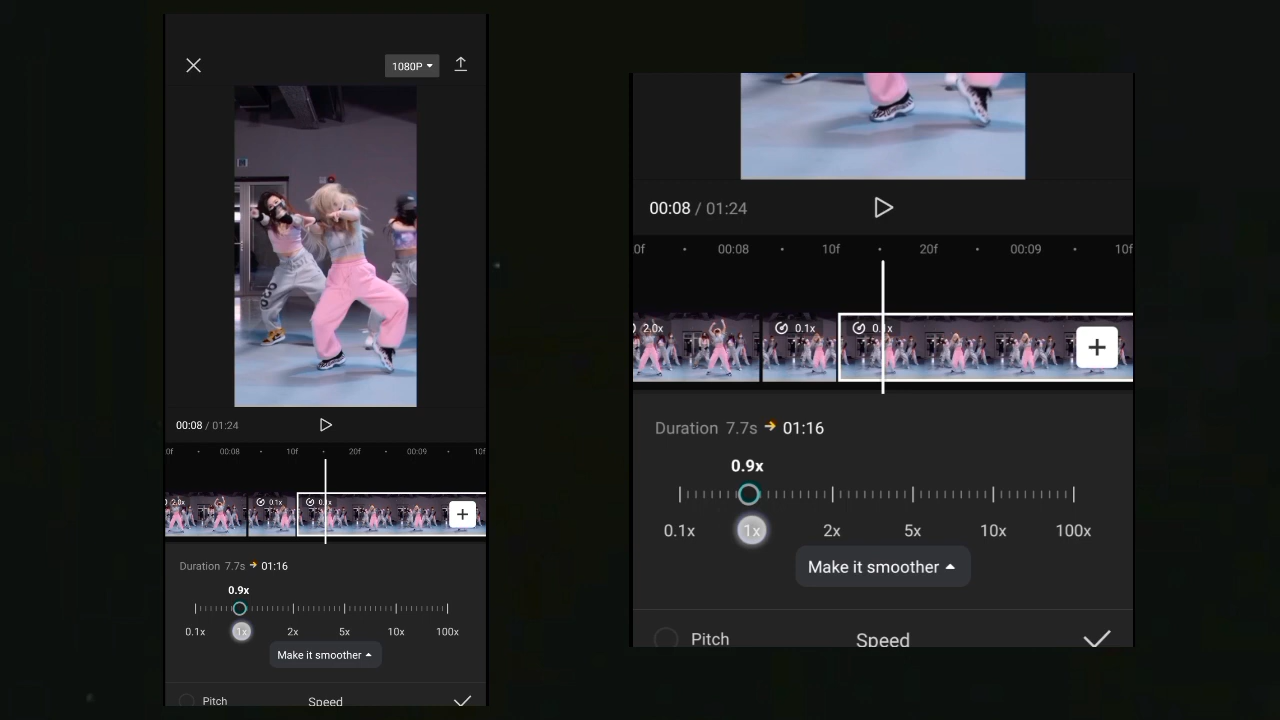 1080P
00:08 / 01:24
0f 00:08 10f 20f 00:09 10f
2.0x 0.1x 0.1x
Duration 7.7s → 01:16
0.9x
0.1x 1x 2x 5x 10x 100x
Make it smoother
Pitch Speed
00:08 / 01:24
0f 00:08 10f 20f 00:09 10f
2.0x 0.1x 0.1x
Duration 7.7s → 01:16
0.9x
0.1x 1x 2x 5x 10x 100x
Make it smoother
Pitch Speed